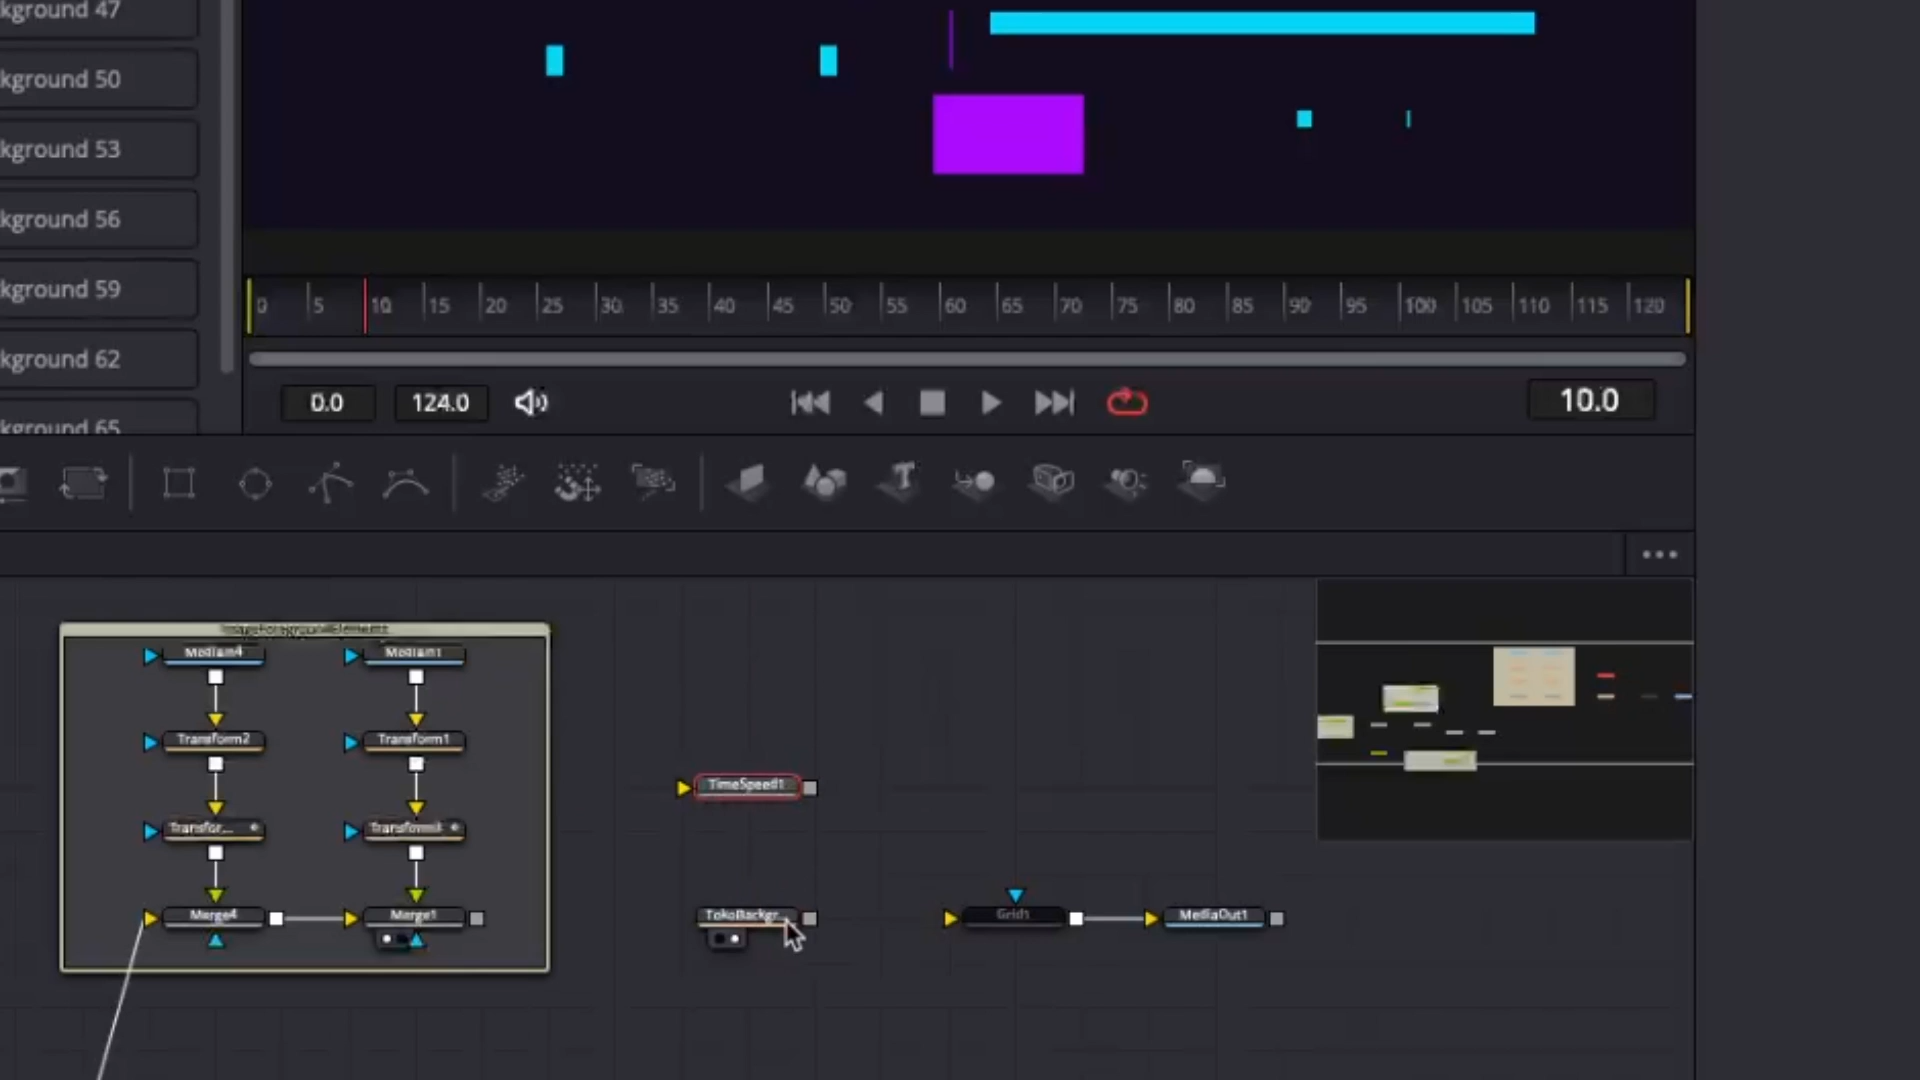 kground 47
kground 50
kground 53
kground 56
kground 59
kground 62
kground 65
0 5 10 15 20 25 30 35 40 45 50 55 60 65 70 75 80 85 90 95 100 105 110 115 120
0.0 124.0 10.0
MediaIn4 MediaIn1
Transform2 Transform1
TimeSpeed1
Transfor...
Merge4 Merge1 TokoBackgr... Grid1 MediaOut1